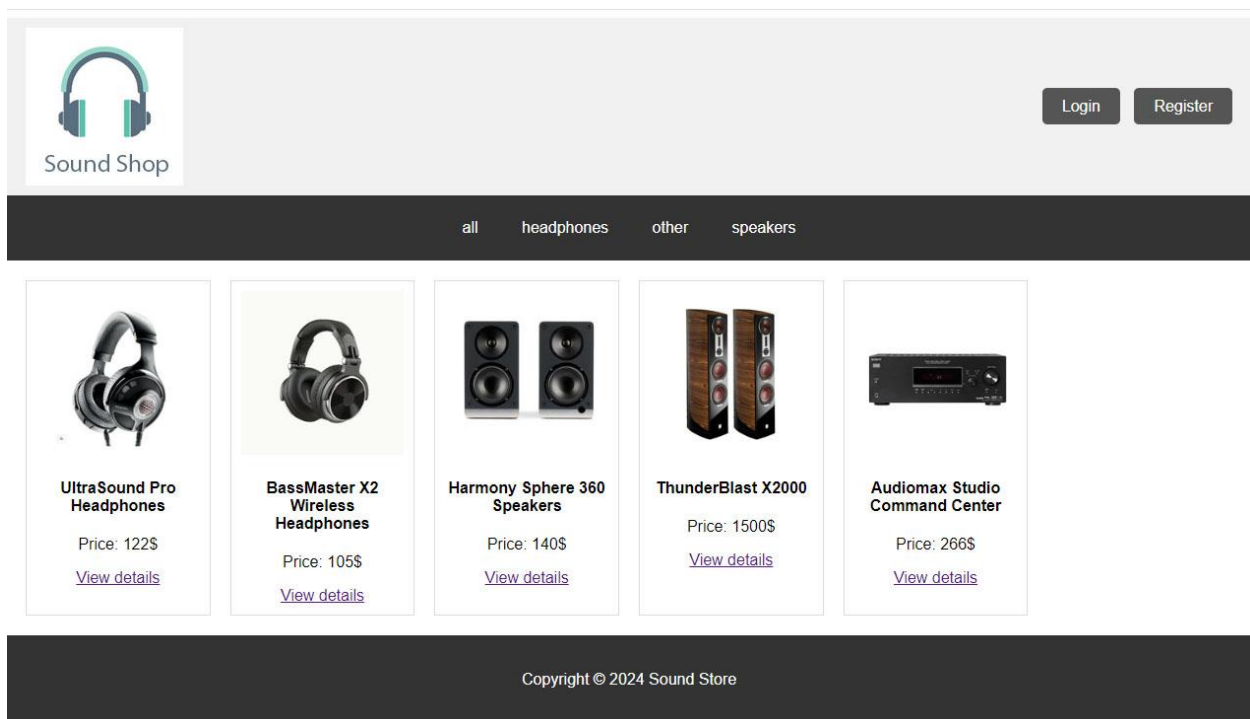 Sound Shop
Login
Register
all
headphones
other
speakers
UltraSound Pro
Headphones
Price: 122$
View details
BassMaster X2
Wireless
Headphones
Price: 105$
View details
Harmony Sphere 360
Speakers
Price: 140$
View details
ThunderBlast X2000
Price: 1500$
View details
Audiomax Studio
Command Center
Price: 266$
View details
Copyright © 2024 Sound Store